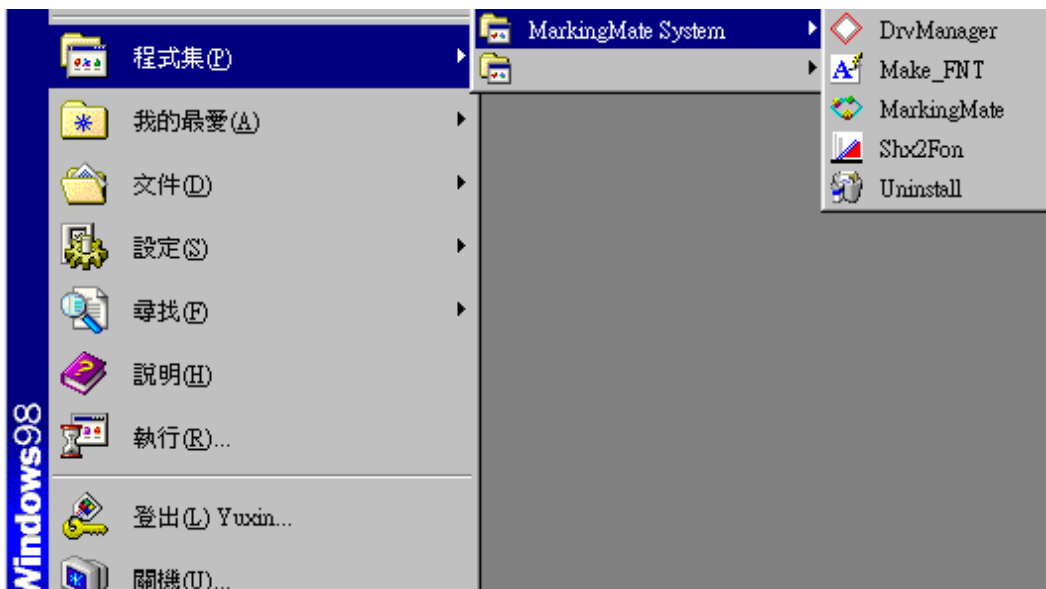 程式集(P)
我的最愛(A)
文件(D)
設定(S)
尋找(F)
說明(H)
執行(R)...
登出(L) Yuxin...
關機(U)...
Windows98
MarkingMate System
DrvManager
Make_FNT
MarkingMate
Shx2Fon
Uninstall